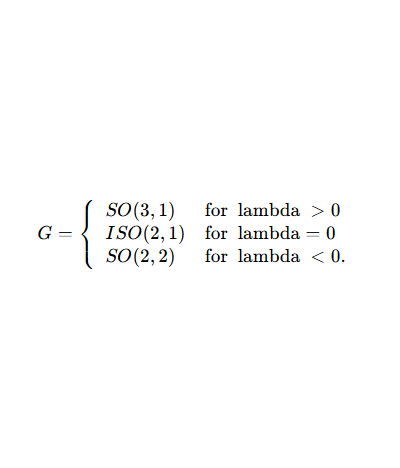 SO(3,1) for lambda > 0
G = { ISO(2,1) for lambda = 0
SO(2,2) for lambda < 0.